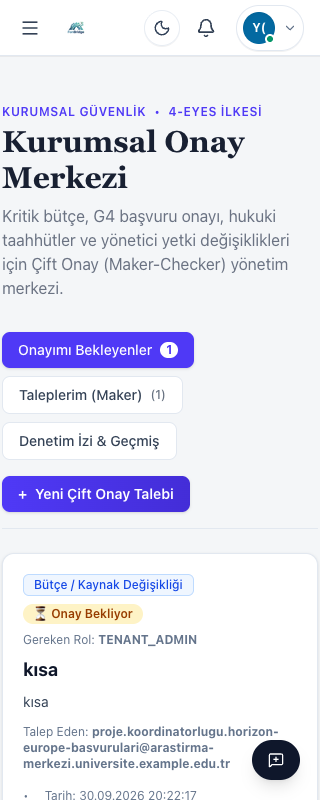 Y(
KURUMSAL GÜVENLİK • 4-EYES İLKESİ
Kurumsal Onay
Merkezi
Kritik bütçe, G4 başvuru onayı, hukuki
taahhütler ve yönetici yetki değişiklikleri
için Çift Onay (Maker-Checker) yönetim
merkezi.
Onayımı Bekleyenler 1
Taleplerim (Maker) (1)
Denetim İzi & Geçmiş
+ Yeni Çift Onay Talebi
Bütçe / Kaynak Değişikliği
⏳ Onay Bekliyor
Gereken Rol: TENANT_ADMIN
kısa
kısa
Talep Eden: proje.koordinatorlugu.horizon-
europe-basvurulari@arastirma-
merkezi.universite.example.edu.tr
• Tarih: 30.09.2026 20:22:17